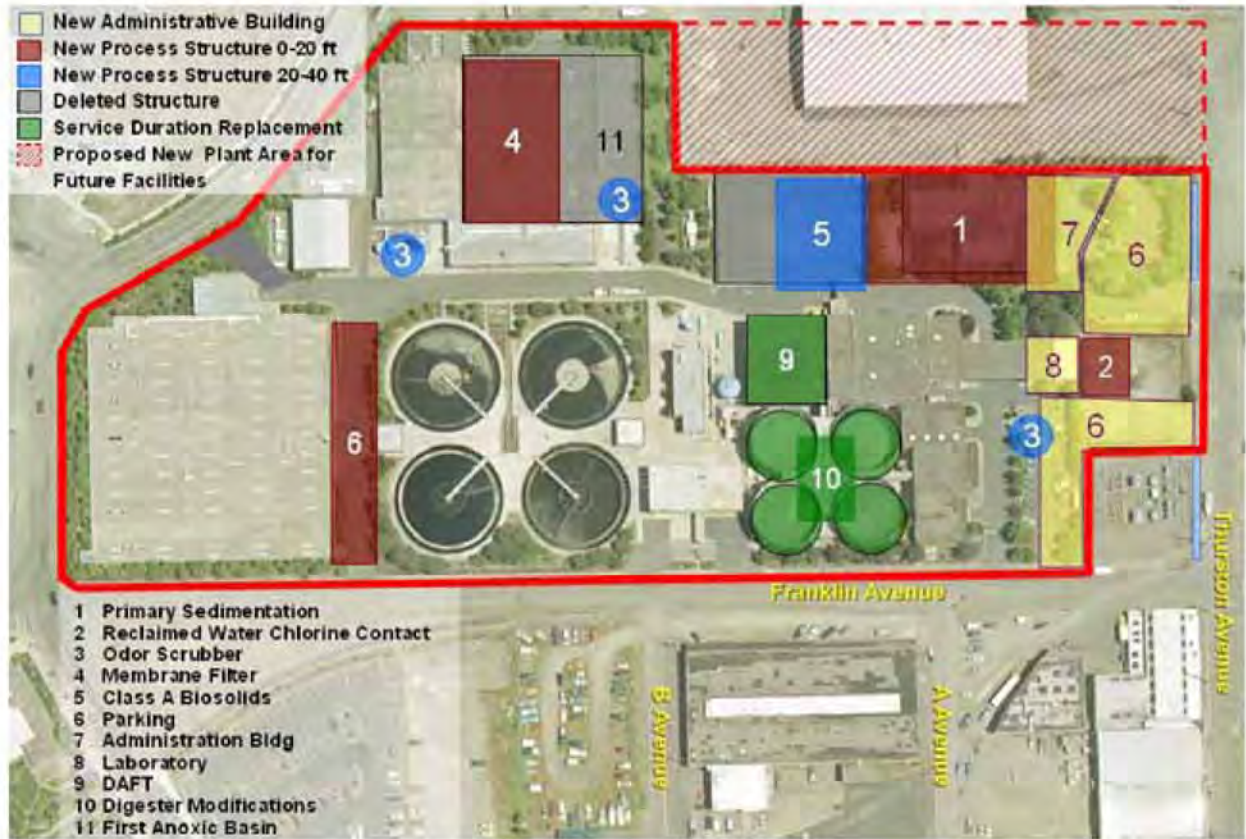 New Administrative Building
New Process Structure 0-20 ft
New Process Structure 20-40 ft
Deleted Structure
Service Duration Replacement
Proposed New Plant Area for
Future Facilities
4
11
3
3
5
1
7
6
9
8
2
6
3
6
10
Franklin Avenue
Thurston Avenue
B Avenue
A Avenue
1 Primary Sedimentation
2 Reclaimed Water Chlorine Contact
3 Odor Scrubber
4 Membrane Filter
5 Class A Biosolids
6 Parking
7 Administration Bldg
8 Laboratory
9 DAFT
10 Digester Modifications
11 First Anoxic Basin